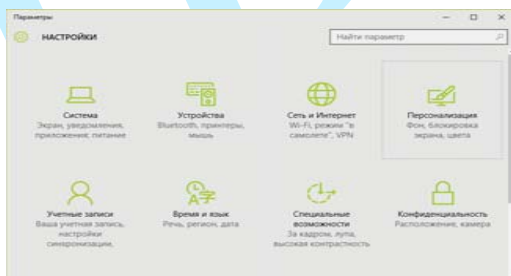 Параметры
НАСТРОЙКИ
Найти параметр
Система
Экран, уведомления,
приложения, питание
Устройства
Bluetooth, принтеры,
мышь
Сеть и Интернет
Wi-Fi, режим "в
самолете", VPN
Персонализация
Фон, блокировка
экрана, цвета
Учетные записи
Ваша учетная запись,
настройки
синхронизации,
Время и язык
Речь, регион, дата
Специальные
возможности
За кадром, лупа,
высокая контрастность
Конфиденциальность
Расположение, камера